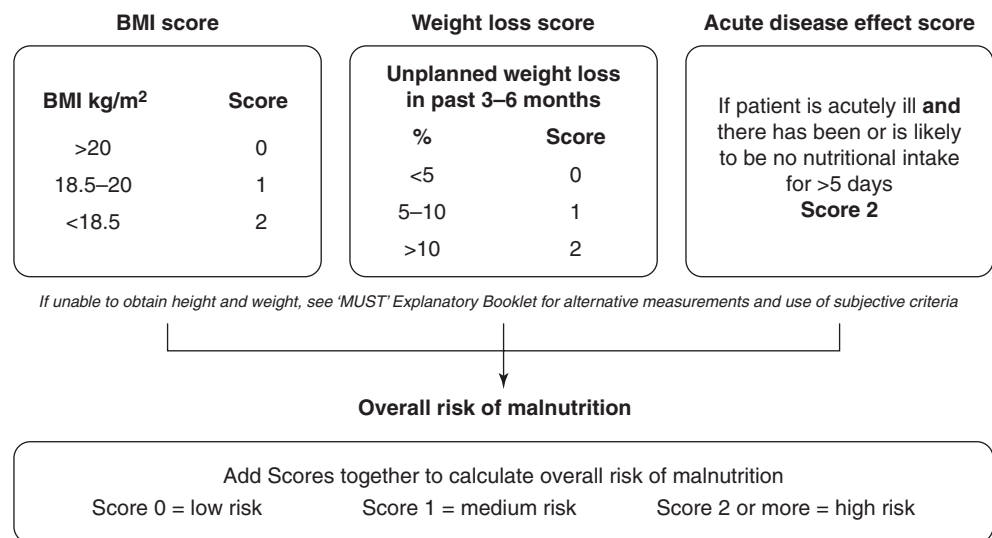 BMI score
BMI kg/m² Score
>20 0
18.5–20 1
<18.5 2
Weight loss score
Unplanned weight loss
in past 3–6 months
% Score
<5 0
5–10 1
>10 2
Acute disease effect score
If patient is acutely ill and
there has been or is likely
to be no nutritional intake
for >5 days
Score 2
If unable to obtain height and weight, see ‘MUST’ Explanatory Booklet for alternative measurements and use of subjective criteria
Overall risk of malnutrition
Add Scores together to calculate overall risk of malnutrition
Score 0 = low risk Score 1 = medium risk Score 2 or more = high risk